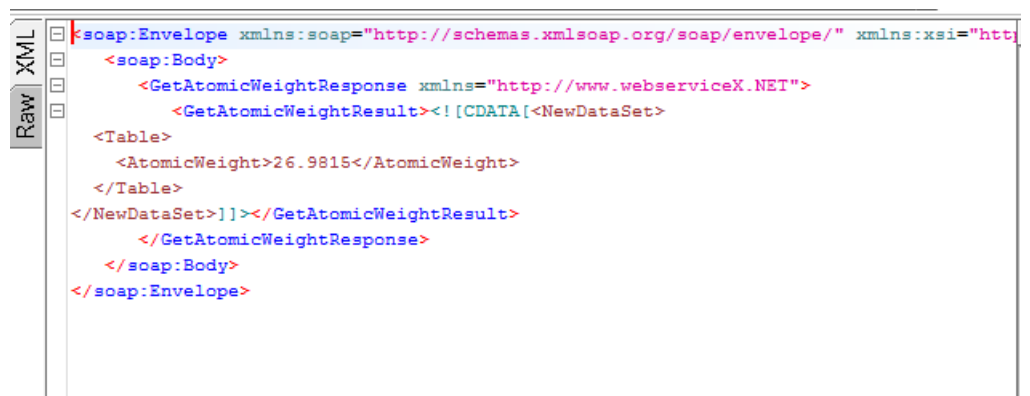 XML
Raw
<soap:Envelope xmlns:soap="http://schemas.xmlsoap.org/soap/envelope/" xmlns:xsi="http
<soap:Body>
<GetAtomicWeightResponse xmlns="http://www.webserviceX.NET">
<GetAtomicWeightResult><![CDATA[<NewDataSet>
<Table>
<AtomicWeight>26.9815</AtomicWeight>
</Table>
</NewDataSet>]]></GetAtomicWeightResult>
</GetAtomicWeightResponse>
</soap:Body>
</soap:Envelope>